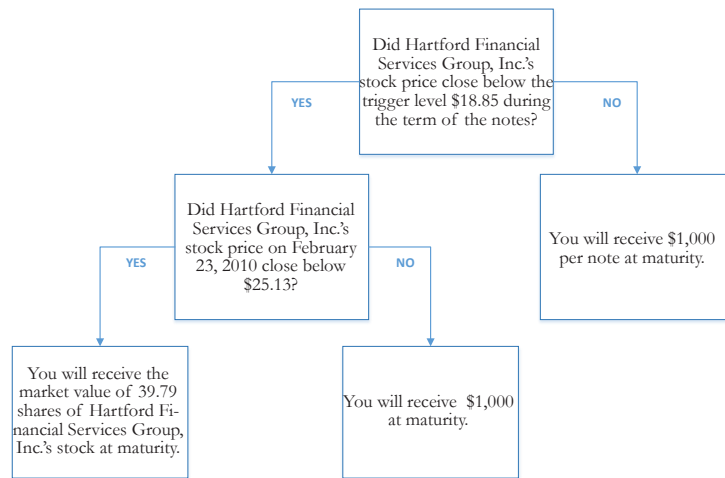 Did Hartford Financial
Services Group, Inc.'s
stock price close below the
trigger level $18.85 during
the term of the notes?
YES
NO
Did Hartford Financial
Services Group, Inc.'s
stock price on February
23, 2010 close below
$25.13?
You will receive $1,000
per note at maturity.
YES
NO
You will receive the
market value of 39.79
shares of Hartford Fi-
nancial Services Group,
Inc.'s stock at maturity.
You will receive $1,000
at maturity.